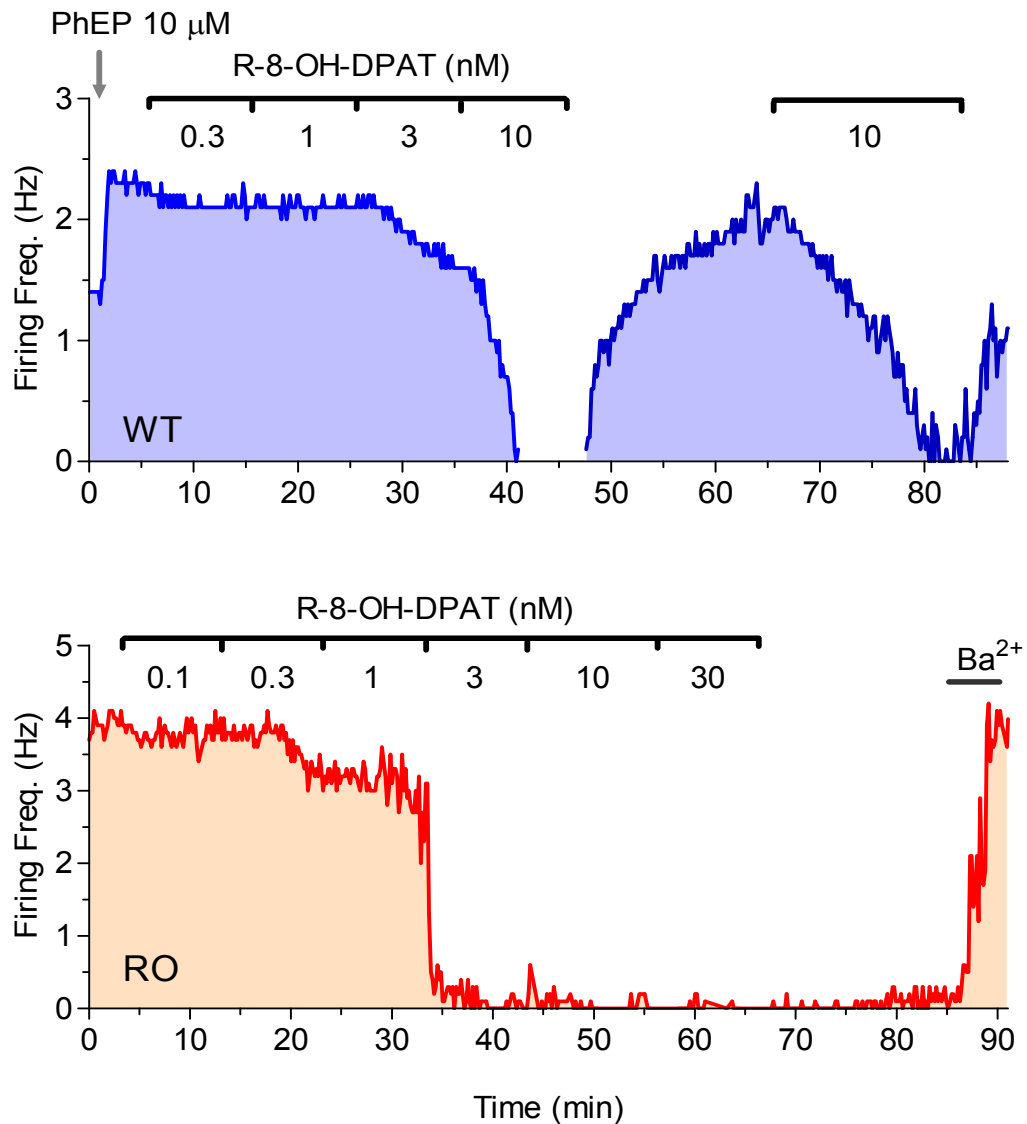 PhEP 10 μM
R-8-OH-DPAT (nM)
0.3 1 3 10 10
3
2
1
0
Firing Freq. (Hz)
WT
0 10 20 30 40 50 60 70 80
R-8-OH-DPAT (nM)
0.1 0.3 1 3 10 30
Ba2+
5
4
3
2
1
0
Firing Freq. (Hz)
RO
0 10 20 30 40 50 60 70 80 90
Time (min)